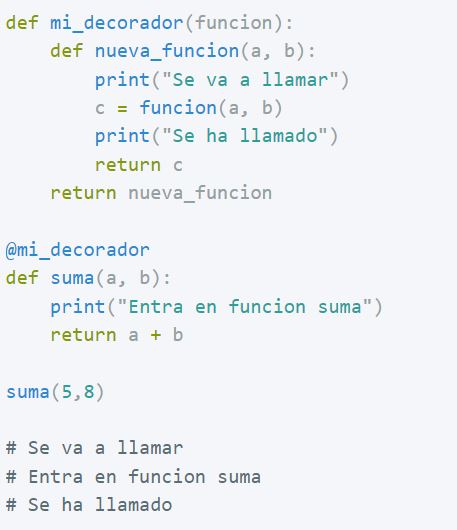 def mi_decorador(funcion):
    def nueva_funcion(a, b):
        print("Se va a llamar")
        c = funcion(a, b)
        print("Se ha llamado")
        return c
    return nueva_funcion

@mi_decorador
def suma(a, b):
    print("Entra en funcion suma")
    return a + b

suma(5,8)

# Se va a llamar
# Entra en funcion suma
# Se ha llamado